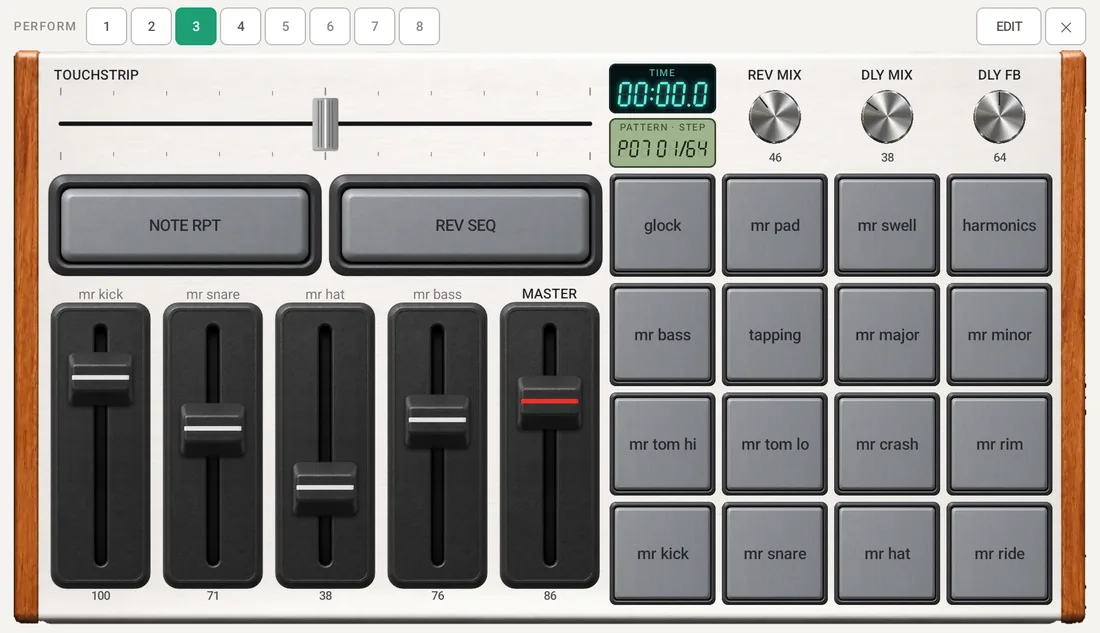 PERFORM 1 2 3 4 5 6 7 8 EDIT ×
TOUCHSTRIP
TIME
00:00.0
PATTERN · STEP
P07 01/64
REV MIX DLY MIX DLY FB
46 38 64
NOTE RPT REV SEQ
mr kick mr snare mr hat mr bass MASTER
100 71 38 76 86
glock mr pad mr swell harmonics
mr bass tapping mr major mr minor
mr tom hi mr tom lo mr crash mr rim
mr kick mr snare mr hat mr ride